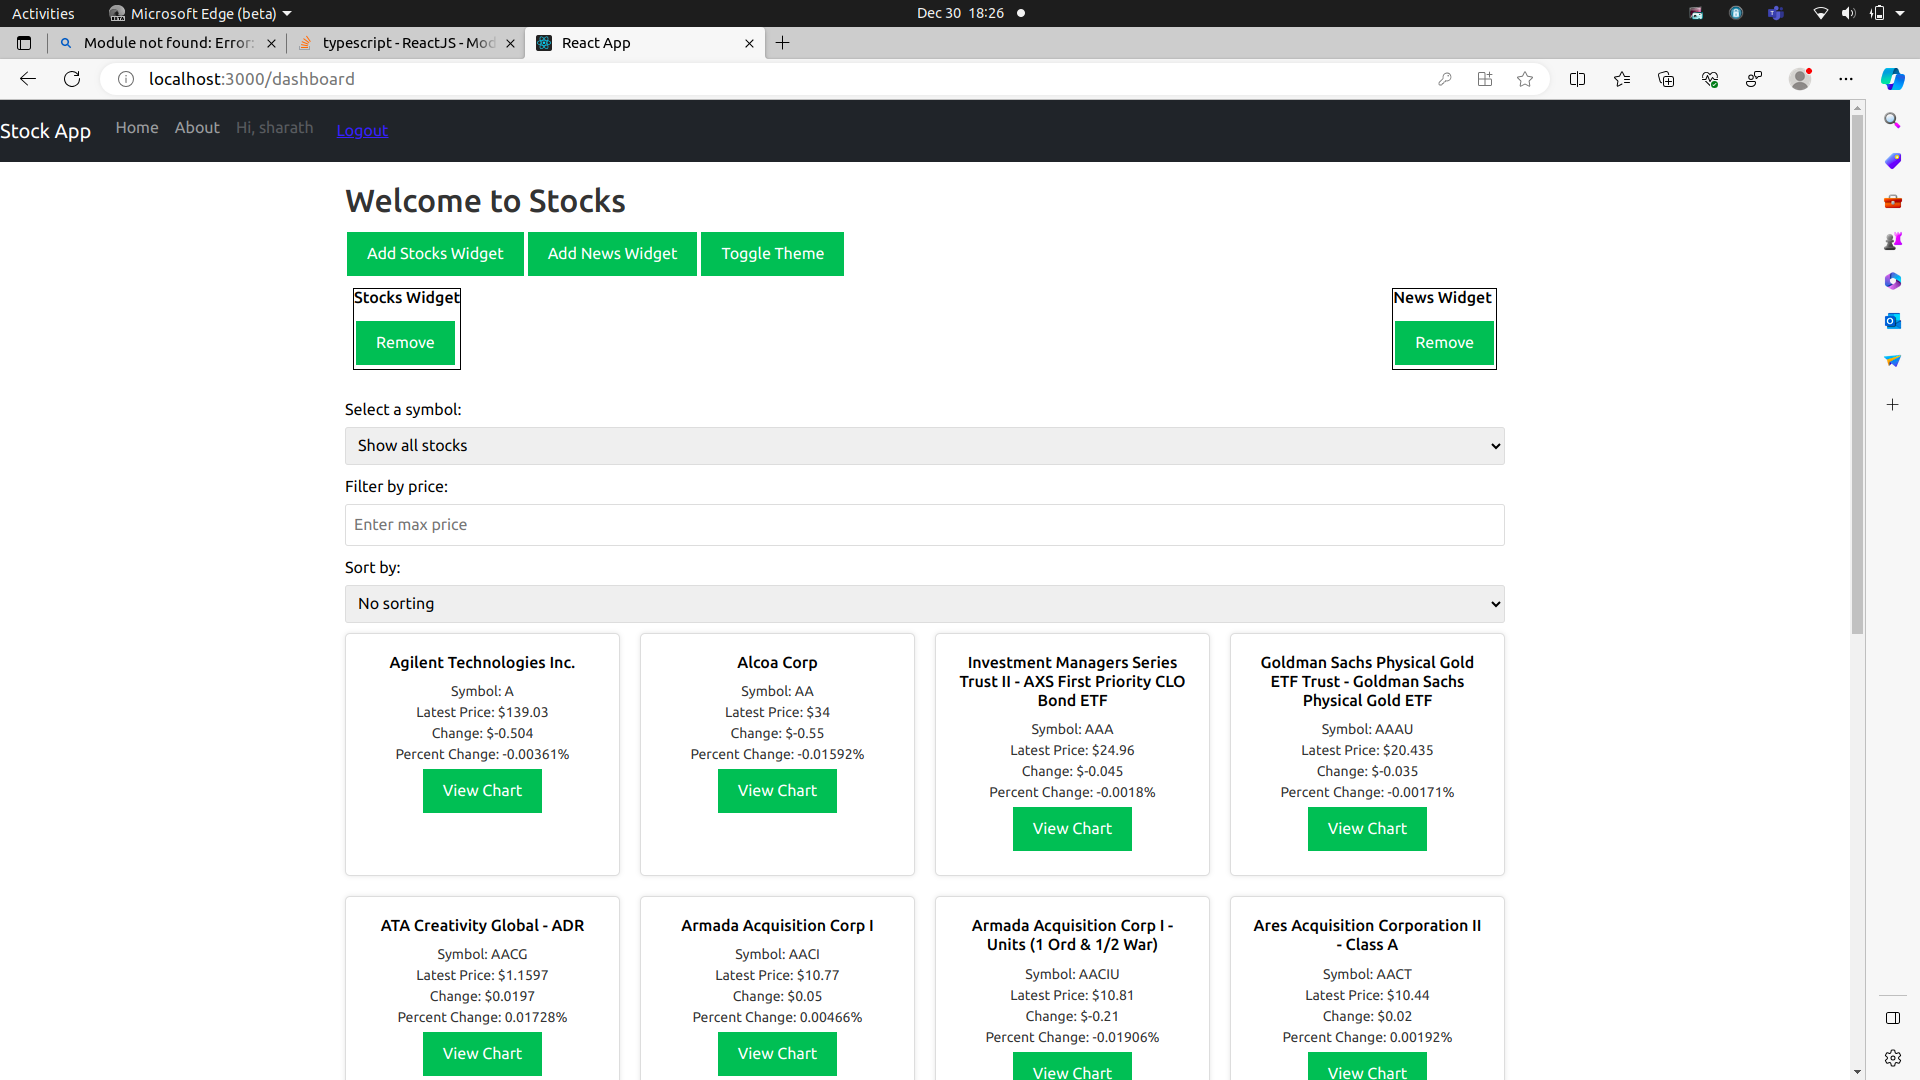 Activities
Microsoft Edge (beta)
Dec 30 18:26
Module not found: Error:
typescript - ReactJS - Mod
React App
localhost:3000/dashboard
Stock App
Home
About
Hi, sharath
Logout
Welcome to Stocks
Add Stocks Widget
Add News Widget
Toggle Theme
Stocks Widget
Remove
News Widget
Remove
Select a symbol:
Show all stocks
Filter by price:
Enter max price
Sort by:
No sorting
Agilent Technologies Inc.
Symbol: A
Latest Price: $139.03
Change: $-0.504
Percent Change: -0.00361%
View Chart
Alcoa Corp
Symbol: AA
Latest Price: $34
Change: $-0.55
Percent Change: -0.01592%
View Chart
Investment Managers Series
Trust II - AXS First Priority CLO
Bond ETF
Symbol: AAA
Latest Price: $24.96
Change: $-0.045
Percent Change: -0.0018%
View Chart
Goldman Sachs Physical Gold
ETF Trust - Goldman Sachs
Physical Gold ETF
Symbol: AAAU
Latest Price: $20.435
Change: $-0.035
Percent Change: -0.00171%
View Chart
ATA Creativity Global - ADR
Symbol: AACG
Latest Price: $1.1597
Change: $0.0197
Percent Change: 0.01728%
View Chart
Armada Acquisition Corp I
Symbol: AACI
Latest Price: $10.77
Change: $0.05
Percent Change: 0.00466%
View Chart
Armada Acquisition Corp I -
Units (1 Ord & 1/2 War)
Symbol: AACIU
Latest Price: $10.81
Change: $-0.21
Percent Change: -0.01906%
View Chart
Ares Acquisition Corporation II
- Class A
Symbol: AACT
Latest Price: $10.44
Change: $0.02
Percent Change: 0.00192%
View Chart